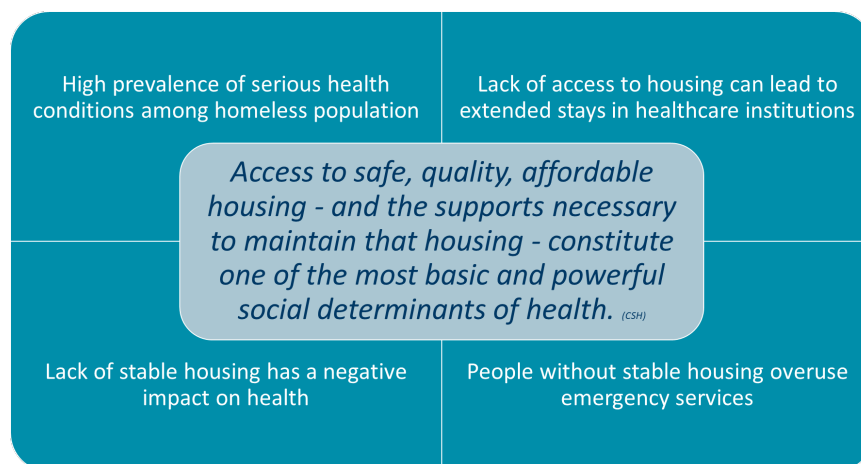 High prevalence of serious health
conditions among homeless population
Lack of access to housing can lead to
extended stays in healthcare institutions
Access to safe, quality, affordable
housing - and the supports necessary
to maintain that housing - constitute
one of the most basic and powerful
social determinants of health. (CSH)
Lack of stable housing has a negative
impact on health
People without stable housing overuse
emergency services